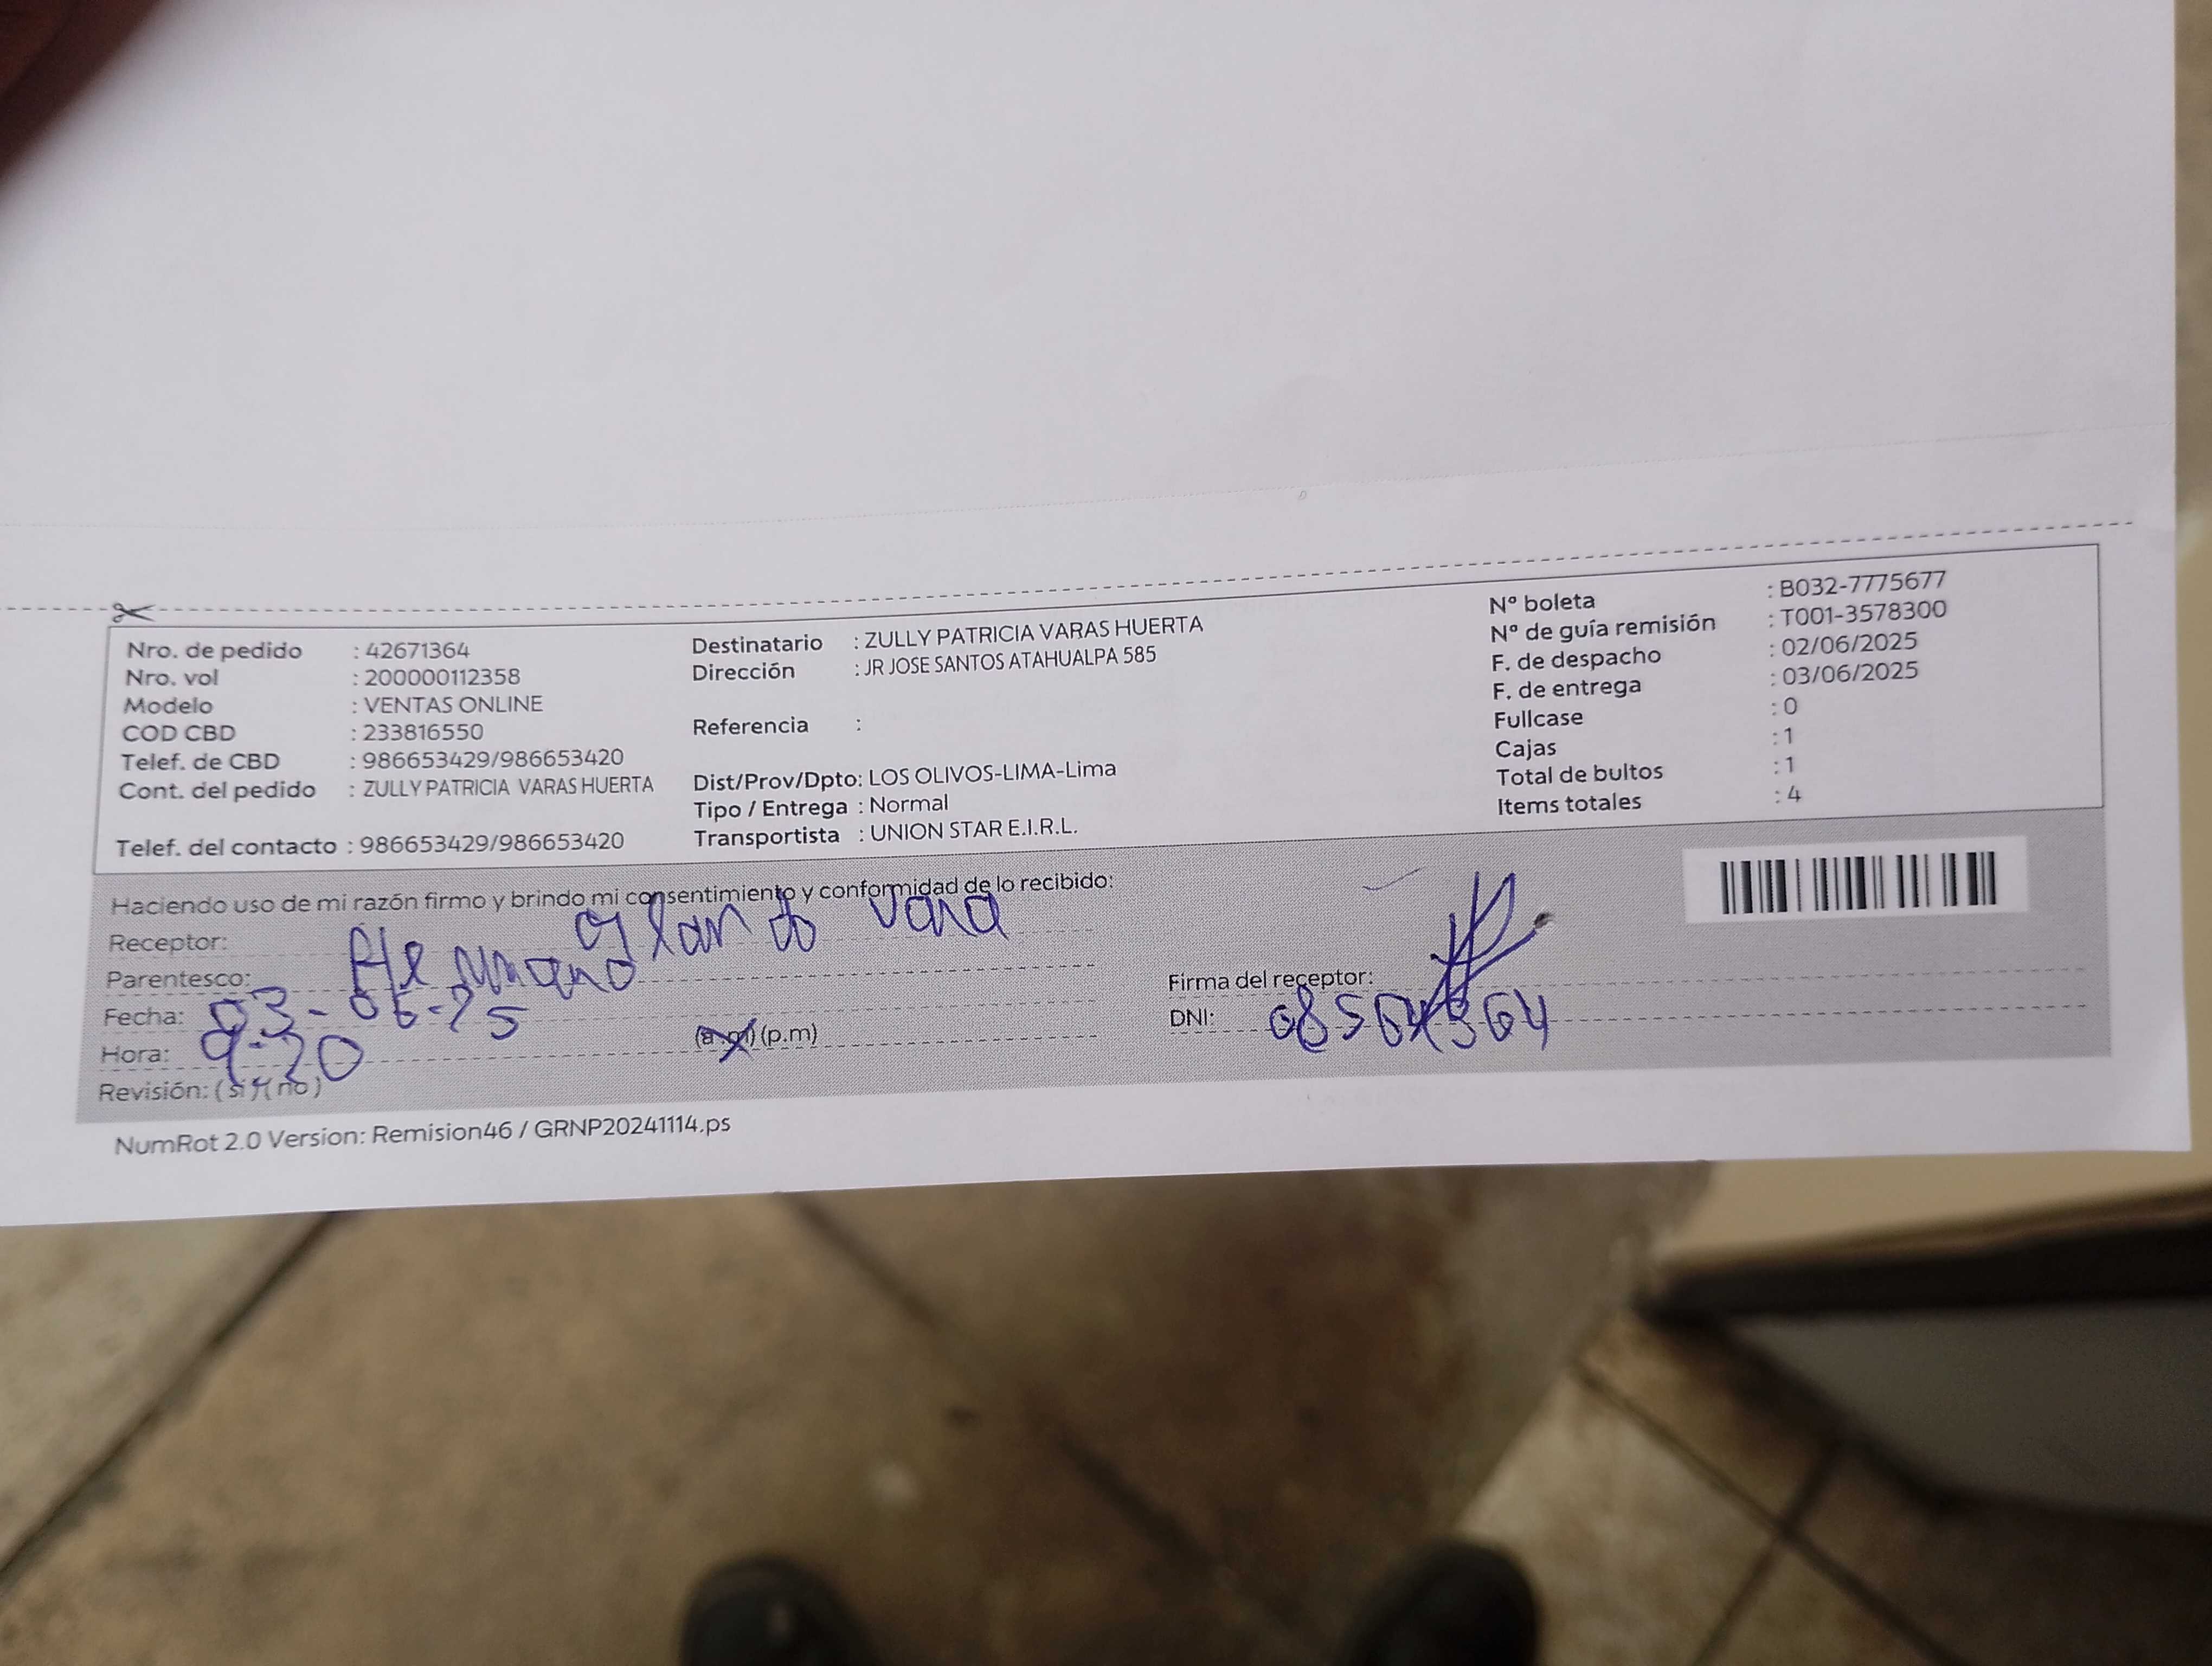 Nro. de pedido : 42671364
Nro. vol : 200000112358
Modelo : VENTAS ONLINE
COD CBD : 233816550
Telef. de CBD : 986653429/986653420
Cont. del pedido : ZULLY PATRICIA VARAS HUERTA
Telef. del contacto : 986653429/986653420
Destinatario : ZULLY PATRICIA VARAS HUERTA
Dirección : JR JOSE SANTOS ATAHUALPA 585
Referencia :
Dist/Prov/Dpto: LOS OLIVOS-LIMA-Lima
Tipo / Entrega : Normal
Transportista : UNION STAR E.I.R.L.
Nº boleta : B032-7775677
Nº de guía remisión : T001-3578300
F. de despacho : 02/06/2025
F. de entrega : 03/06/2025
Fullcase : 0
Cajas : 1
Total de bultos : 1
Items totales : 4
Haciendo uso de mi razón firmo y brindo mi consentimiento y conformidad de lo recibido:
Receptor: orlando vara
Parentesco: Hermano
Fecha: 03-06-25
Hora: (a.m) (p.m)
Revisión: (si) (no)
Firma del receptor:
DNI:
NumRot 2.0 Version: Remision46 / GRNP20241114.ps